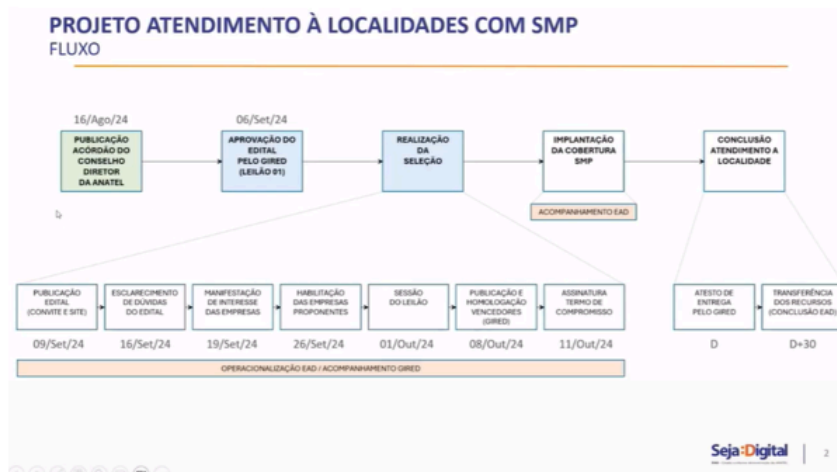 PROJETO ATENDIMENTO À LOCALIDADES COM SMP
FLUXO
16/Ago/24
PUBLICAÇÃO
ACÓRDÃO DO
CONSELHO
DIRETOR
DA ANATEL
06/Set/24
APROVAÇÃO DO
EDITAL
PELO GIRED
(LEILÃO 01)
REALIZAÇÃO
DA
SELEÇÃO
IMPLANTAÇÃO
DA COBERTURA
SMP
ACOMPANHAMENTO EAD
CONCLUSÃO
ATENDIMENTO A
LOCALIDADE
PUBLICAÇÃO
EDITAL
(CONVITE E SITE)
09/Set/24
ESCLARECIMENTO
DE DÚVIDAS
DO EDITAL
16/Set/24
MANIFESTAÇÃO
DE INTERESSE
DAS EMPRESAS
19/Set/24
HABILITAÇÃO
DAS EMPRESAS
PROPONENTES
26/Set/24
SESSÃO
DO LEILÃO
01/Out/24
PUBLICAÇÃO E
HOMOLOGAÇÃO
VENCEDORES
(GIRED)
08/Out/24
ASSINATURA
TERMO DE
COMPROMISSO
11/Out/24
OPERACIONALIZAÇÃO EAD / ACOMPANHAMENTO GIRED
ATESTO DE
ENTREGA
PELO GIRED
D
TRANSFERÊNCIA
DOS RECURSOS
(CONCLUSÃO EAD)
D+30
Seja:Digital
2